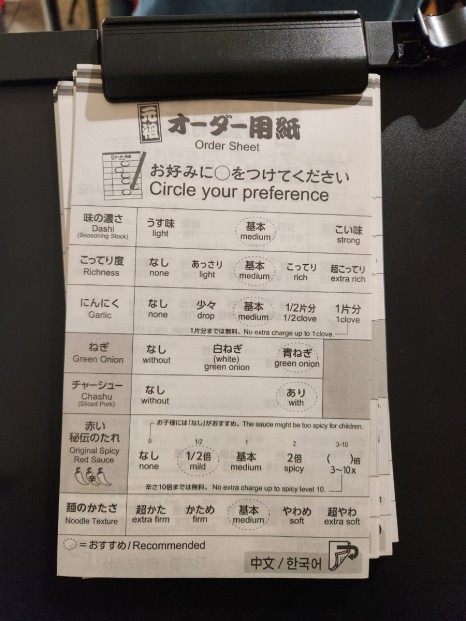 元祖 オーダー用紙
Order Sheet
お好みに○をつけてください
Circle your preference
味の濃さ うす味 基本 こい味
Dashi light medium strong
(Seasoning Stock)
こってり度 なし あっさり 基本 こってり 超こってり
Richness none light medium rich extra rich
にんにく なし 少々 基本 1/2片分 1片分
Garlic none drop medium 1/2clove 1clove
1片分までは無料。No extra charge up to 1clove.
ねぎ なし 白ねぎ 青ねぎ
Green Onion without (white) green onion
green onion
チャーシュー なし あり
Chashu without with
(Sliced Pork)
お子様には「なし」がおすすめ。The sauce might be too spicy for children.
赤い 0 1/2 1 2 3-10
秘伝のたれ なし 1/2倍 基本 2倍 ( )倍
Original Spicy none mild medium spicy 3~10x
Red Sauce
辛
辛さ10倍までは無料。No extra charge up to spicy level 10.
麺のかたさ 超かた かため 基本 やわめ 超やわ
Noodle Texture extra firm firm medium soft extra soft
=おすすめ/Recommended
中文/한국어